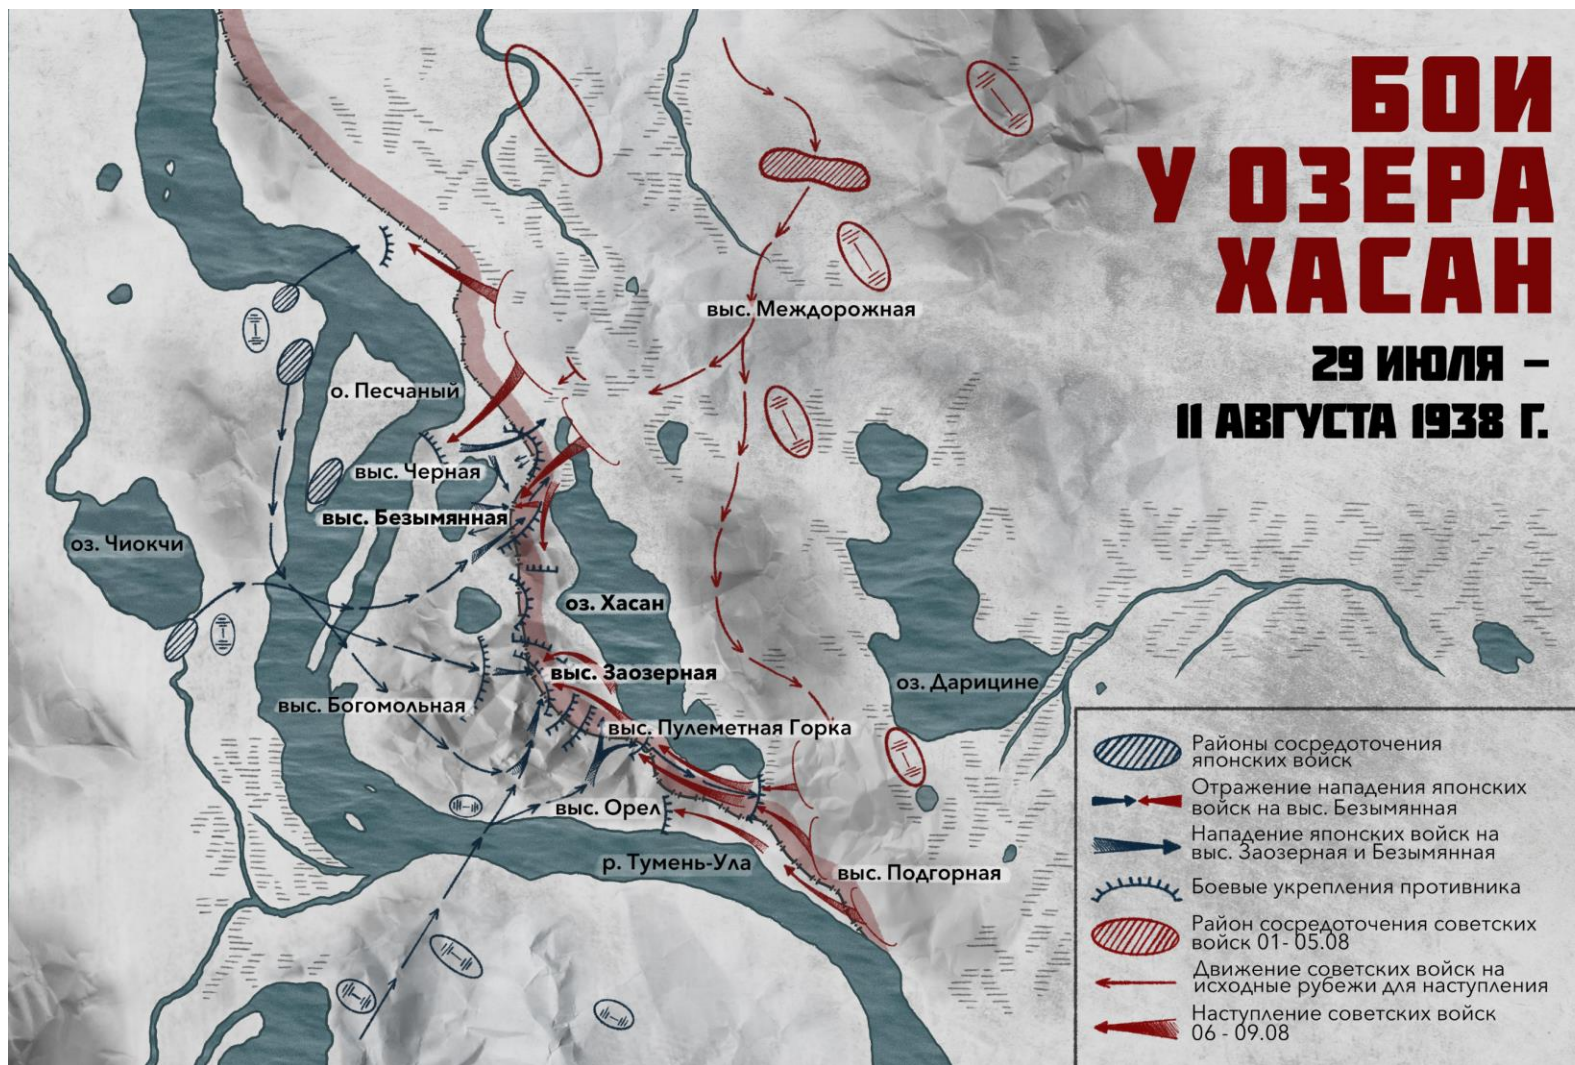 БОИ
У ОЗЕРА
ХАСАН
29 ИЮЛЯ –
11 АВГУСТА 1938 Г.
выс. Междорожная
о. Песчаный
выс. Черная
выс. Безымянная
оз. Чиокчи
оз. Хасан
выс. Заозерная
оз. Дарицине
выс. Богомольная
выс. Пулеметная Горка
выс. Орел
р. Тумень-Ула
выс. Подгорная
Районы сосредоточения
японских войск
Отражение нападения японских
войск на выс. Безымянная
Нападение японских войск на
выс. Заозерная и Безымянная
Боевые укрепления противника
Район сосредоточения советских
войск 01- 05.08
Движение советских войск на
исходные рубежи для наступления
Наступление советских войск
06 - 09.08